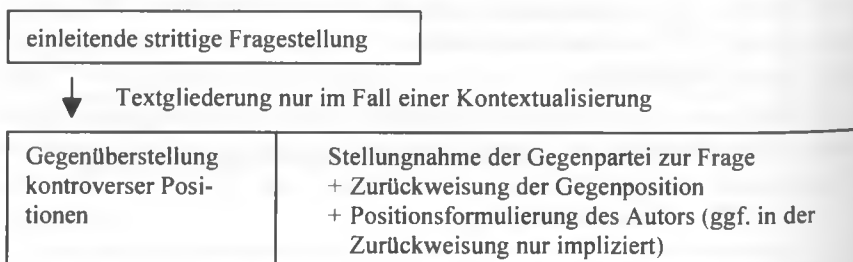 einleitende strittige Fragestellung
Textgliederung nur im Fall einer Kontextualisierung
Gegenüberstellung
kontroverser Posi-
tionen
Stellungnahme der Gegenpartei zur Frage
+ Zurückweisung der Gegenposition
+ Positionsformulierung des Autors (ggf. in der
Zurückweisung nur impliziert)